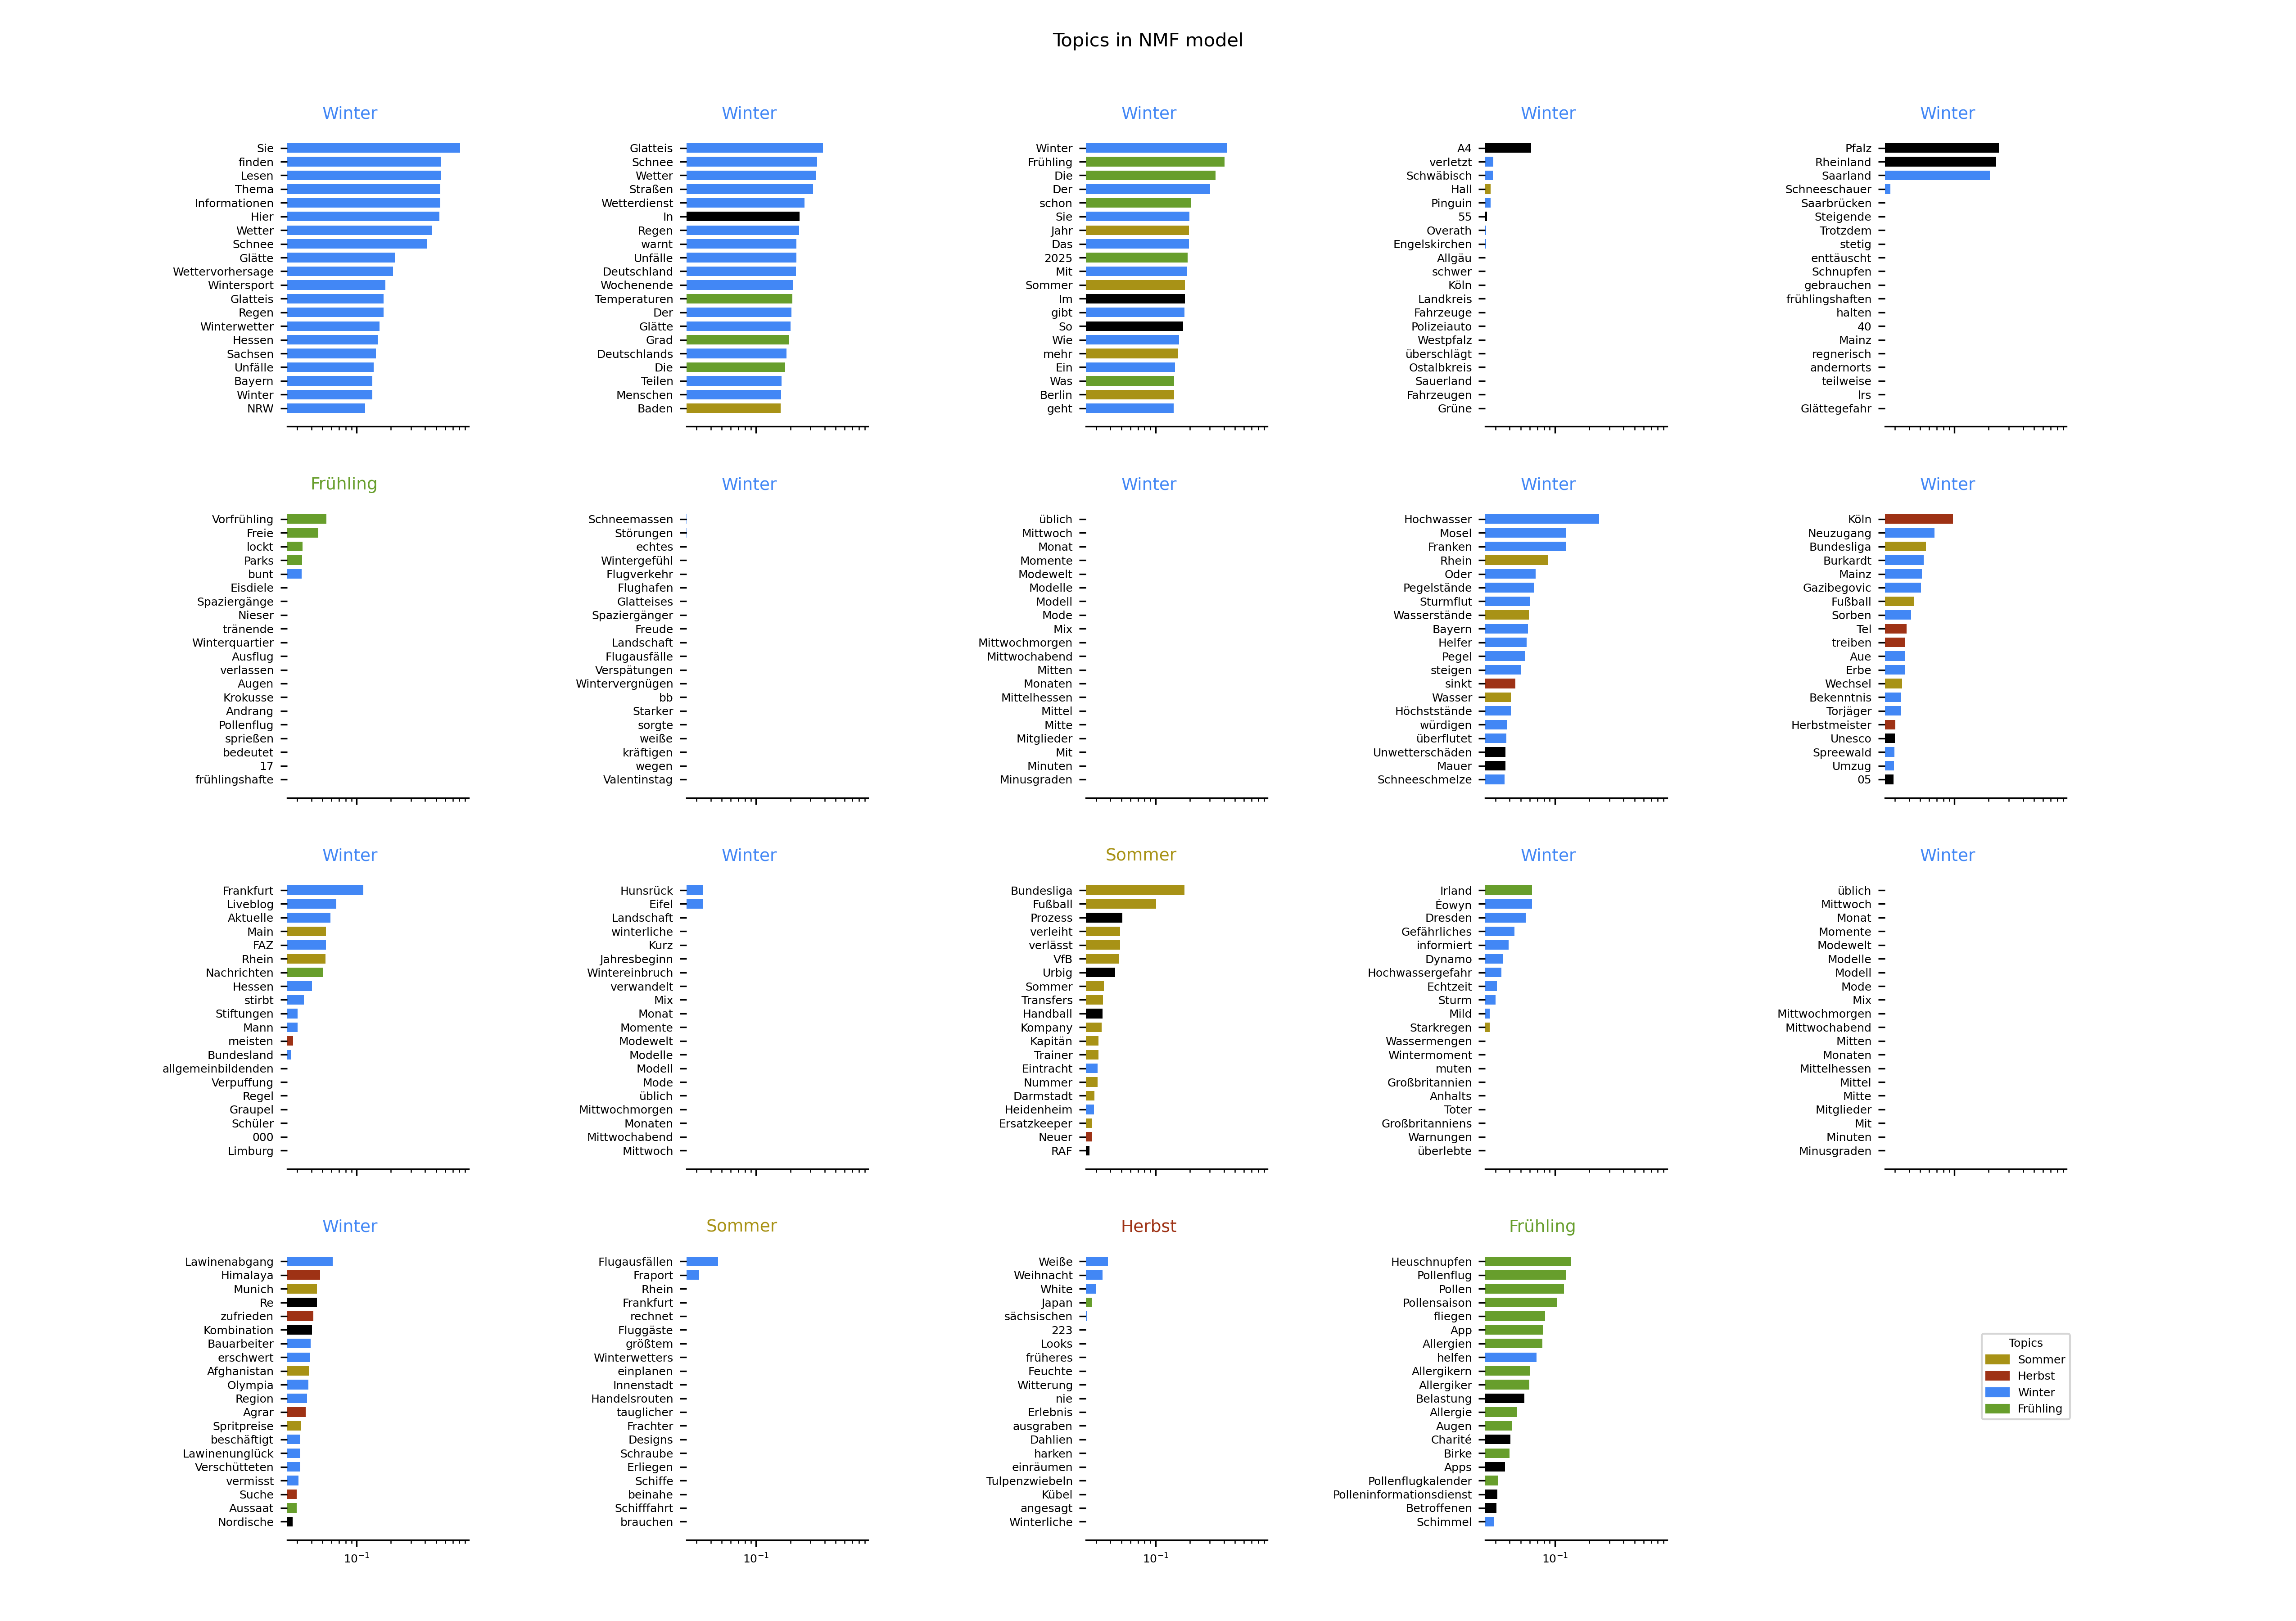 Topics in NMF model
Winter
Sie
finden
Lesen
Thema
Informationen
Hier
Wetter
Schnee
Glätte
Wettervorhersage
Wintersport
Glatteis
Regen
Winterwetter
Hessen
Sachsen
Unfälle
Bayern
Winter
NRW
Winter
Glatteis
Schnee
Wetter
Straßen
Wetterdienst
In
Regen
warnt
Unfälle
Deutschland
Wochenende
Temperaturen
Der
Glätte
Grad
Deutschlands
Die
Teilen
Menschen
Baden
Winter
Winter
Frühling
Die
Der
schon
Sie
Jahr
Das
2025
Mit
Sommer
Im
gibt
So
Wie
mehr
Ein
Was
Berlin
geht
Winter
A4
verletzt
Schwäbisch
Hall
Pinguin
55
Overath
Engelskirchen
Allgäu
schwer
Köln
Landkreis
Fahrzeuge
Polizeiauto
Westpfalz
überschlägt
Ostalbkreis
Sauerland
Fahrzeugen
Grüne
Winter
Pfalz
Rheinland
Saarland
Schneeschauer
Saarbrücken
Steigende
Trotzdem
stetig
enttäuscht
Schnupfen
gebrauchen
frühlingshaften
halten
40
Mainz
regnerisch
andernorts
teilweise
Irs
Glättegefahr
Frühling
Vorfrühling
Freie
lockt
Parks
bunt
Eisdiele
Spaziergänge
Nieser
tränende
Winterquartier
Ausflug
verlassen
Augen
Krokusse
Andrang
Pollenflug
sprießen
bedeutet
17
frühlingshafte
Winter
Schneemassen
Störungen
echtes
Wintergefühl
Flugverkehr
Flughafen
Glatteises
Spaziergänger
Freude
Landschaft
Flugausfälle
Verspätungen
Wintervergnügen
bb
Starker
sorgte
weiße
kräftigen
wegen
Valentinstag
Winter
üblich
Mittwoch
Monat
Momente
Modewelt
Modelle
Modell
Mode
Mix
Mittwochmorgen
Mittwochabend
Mitten
Monaten
Mittelhessen
Mittel
Mitte
Mitglieder
Mit
Minuten
Minusgraden
Winter
Hochwasser
Mosel
Franken
Rhein
Oder
Pegelstände
Sturmflut
Wasserstände
Bayern
Helfer
Pegel
steigen
sinkt
Wasser
Höchststände
würdigen
überflutet
Unwetterschäden
Mauer
Schneeschmelze
Winter
Köln
Neuzugang
Bundesliga
Burkardt
Mainz
Gazibegovic
Fußball
Sorben
Tel
treiben
Aue
Erbe
Wechsel
Bekenntnis
Torjäger
Herbstmeister
Unesco
Spreewald
Umzug
05
Winter
Frankfurt
Liveblog
Aktuelle
Main
FAZ
Rhein
Nachrichten
Hessen
stirbt
Stiftungen
Mann
meisten
Bundesland
allgemeinbildenden
Verpuffung
Regel
Graupel
Schüler
000
Limburg
Winter
Hunsrück
Eifel
Landschaft
winterliche
Kurz
Jahresbeginn
Wintereinbruch
verwandelt
Mix
Monat
Momente
Modewelt
Modelle
Modell
Mode
üblich
Mittwochmorgen
Monaten
Mittwochabend
Mittwoch
Sommer
Bundesliga
Fußball
Prozess
verleiht
verlässt
VfB
Urbig
Sommer
Transfers
Handball
Kompany
Kapitän
Trainer
Eintracht
Nummer
Darmstadt
Heidenheim
Ersatzkeeper
Neuer
RAF
Winter
Irland
Éowyn
Dresden
Gefährliches
informiert
Dynamo
Hochwassergefahr
Echtzeit
Sturm
Mild
Starkregen
Wassermengen
Wintermoment
muten
Großbritannien
Anhalts
Toter
Großbritanniens
Warnungen
überlebte
Winter
üblich
Mittwoch
Monat
Momente
Modewelt
Modelle
Modell
Mode
Mix
Mittwochmorgen
Mittwochabend
Mitten
Monaten
Mittelhessen
Mittel
Mitte
Mitglieder
Mit
Minuten
Minusgraden
Winter
Lawinenabgang
Himalaya
Munich
Re
zufrieden
Kombination
Bauarbeiter
erschwert
Afghanistan
Olympia
Region
Agrar
Spritpreise
beschäftigt
Lawinenunglück
Verschütteten
vermisst
Suche
Aussaat
Nordische
10⁻¹
Sommer
Flugausfällen
Fraport
Rhein
Frankfurt
rechnet
Fluggäste
größtem
Winterwetters
einplanen
Innenstadt
Handelsrouten
tauglicher
Frachter
Designs
Schraube
Erliegen
Schiffe
beinahe
Schifffahrt
brauchen
10⁻¹
Herbst
Weiße
Weihnacht
White
Japan
sächsischen
223
Looks
früheres
Feuchte
Witterung
nie
Erlebnis
ausgraben
Dahlien
harken
einräumen
Tulpenzwiebeln
Kübel
angesagt
Winterliche
10⁻¹
Frühling
Heuschnupfen
Pollenflug
Pollen
Pollensaison
fliegen
App
Allergien
helfen
Allergikern
Allergiker
Belastung
Allergie
Augen
Charité
Birke
Apps
Pollenflugkalender
Polleninformationsdienst
Betroffenen
Schimmel
10⁻¹
Topics
Sommer
Herbst
Winter
Frühling